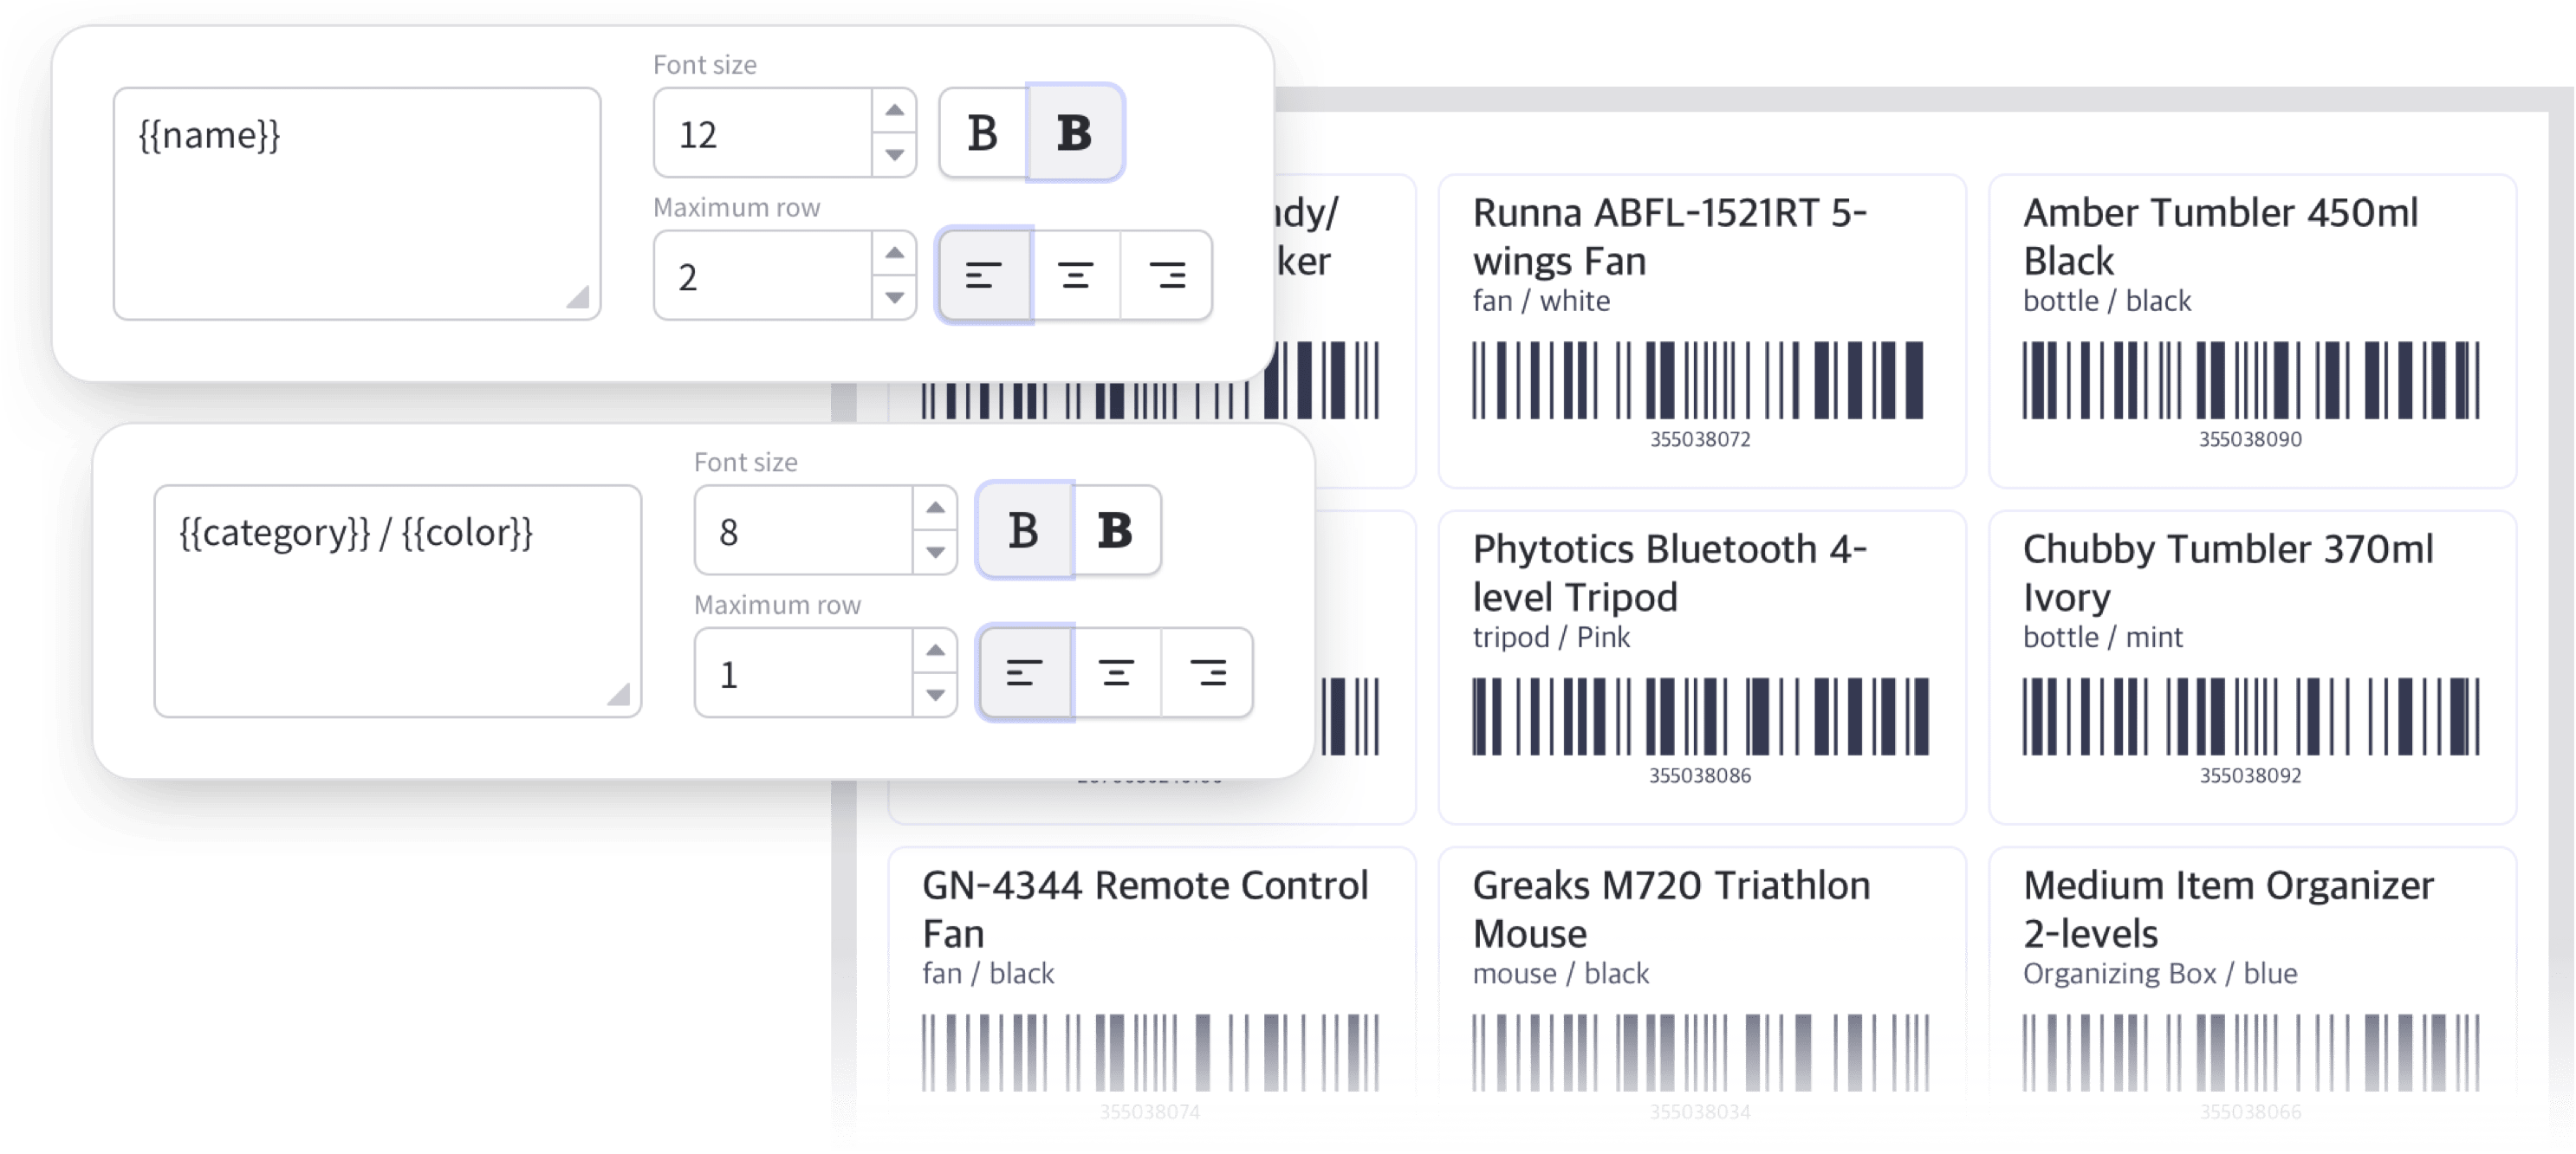 Font size
{{name}}
12
B
B
Maximum row
2
Font size
{{category}} / {{color}}
8
B
B
Maximum row
1
ker
Runna ABFL-1521RT 5-
wings Fan
fan / white
355038072
Amber Tumbler 450ml
Black
bottle / black
355038090
Phytotics Bluetooth 4-
level Tripod
tripod / Pink
355038086
Chubby Tumbler 370ml
Ivory
bottle / mint
355038092
GN-4344 Remote Control
Fan
fan / black
355038074
Greaks M720 Triathlon
Mouse
mouse / black
355038034
Medium Item Organizer
2-levels
Organizing Box / blue
355038066